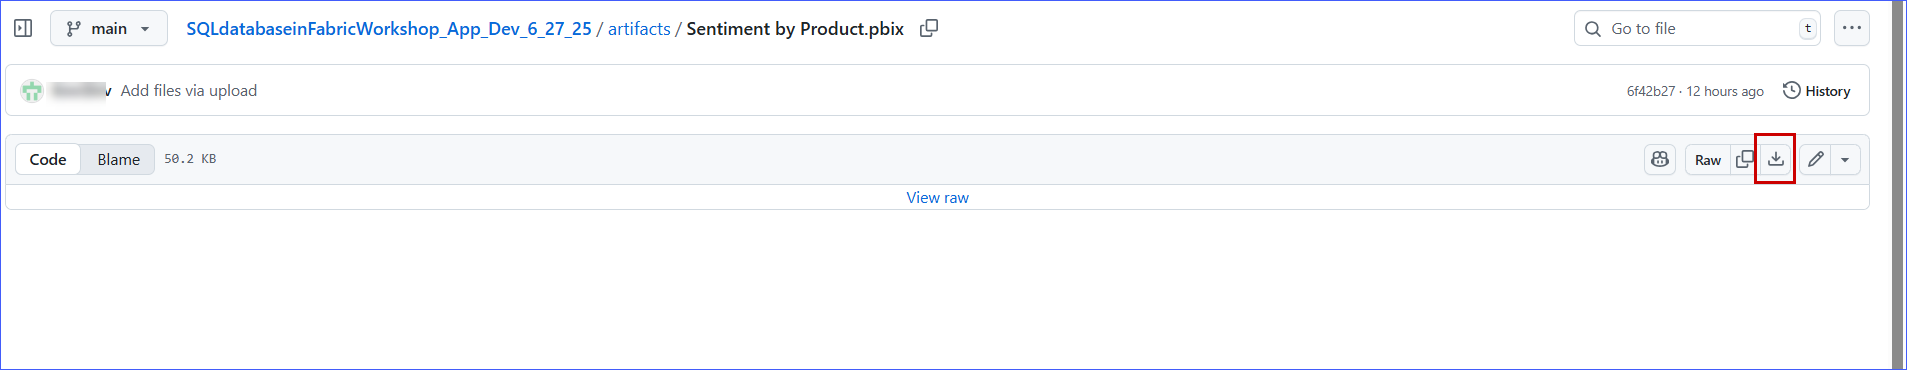 main SQLdatabaseinFabricWorkshop_App_Dev_6_27_25 / artifacts / Sentiment by Product.pbix Go to file t
Add files via upload 6f42b27 · 12 hours ago History
Code Blame 50.2 KB Raw
View raw